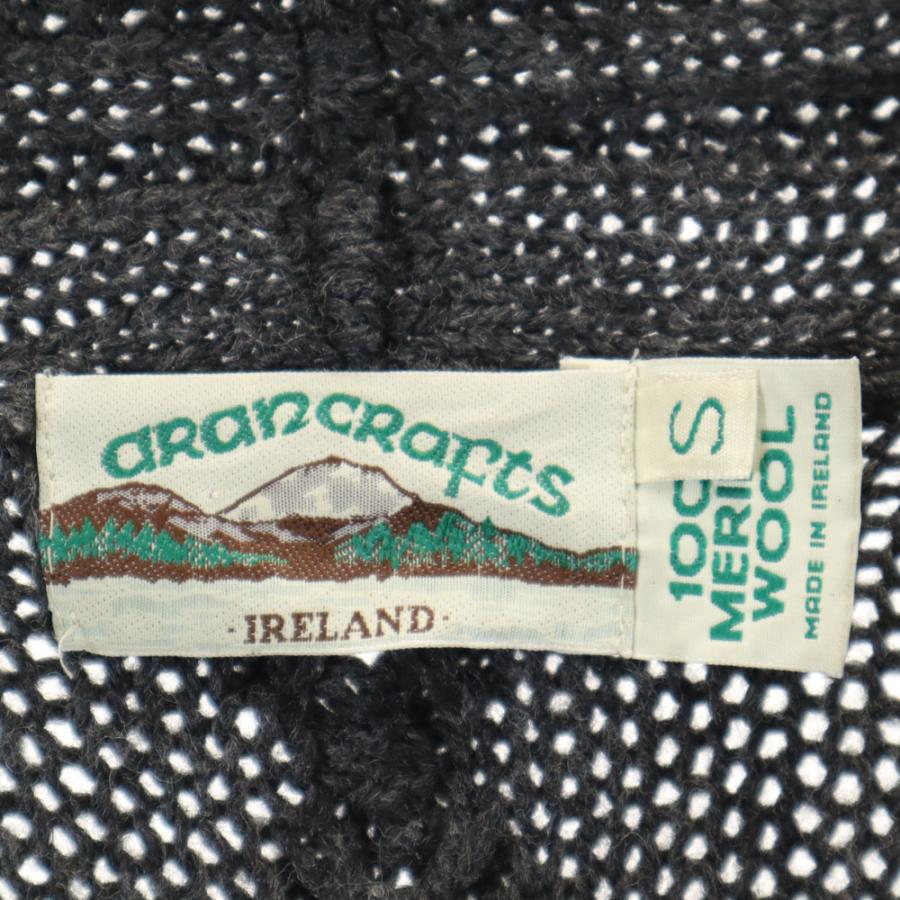 arancrafts
· IRELAND ·
S
100
MERI
WOOL
MADE IN IRELAND